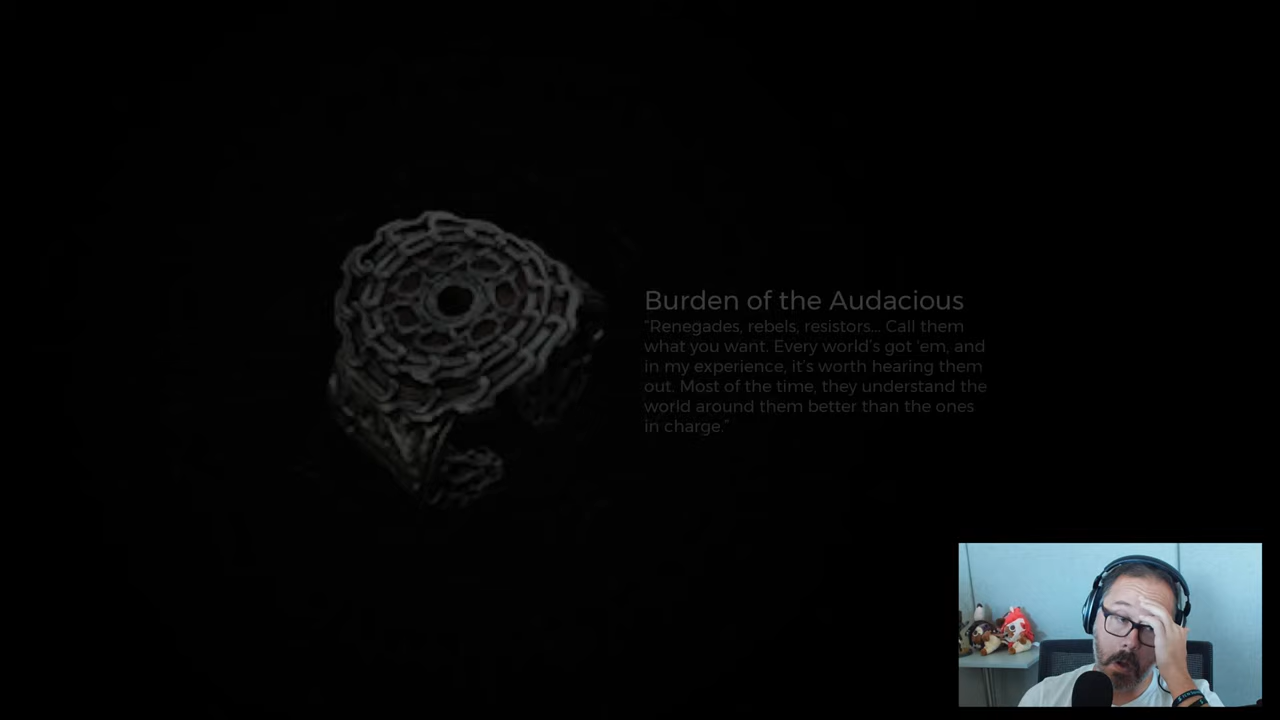 Burden of the Audacious
"Renegades, rebels, resistors... Call them
what you want. Every world's got 'em, and
in my experience, it's worth hearing them
out. Most of the time, they understand the
world around them better than the ones
in charge."